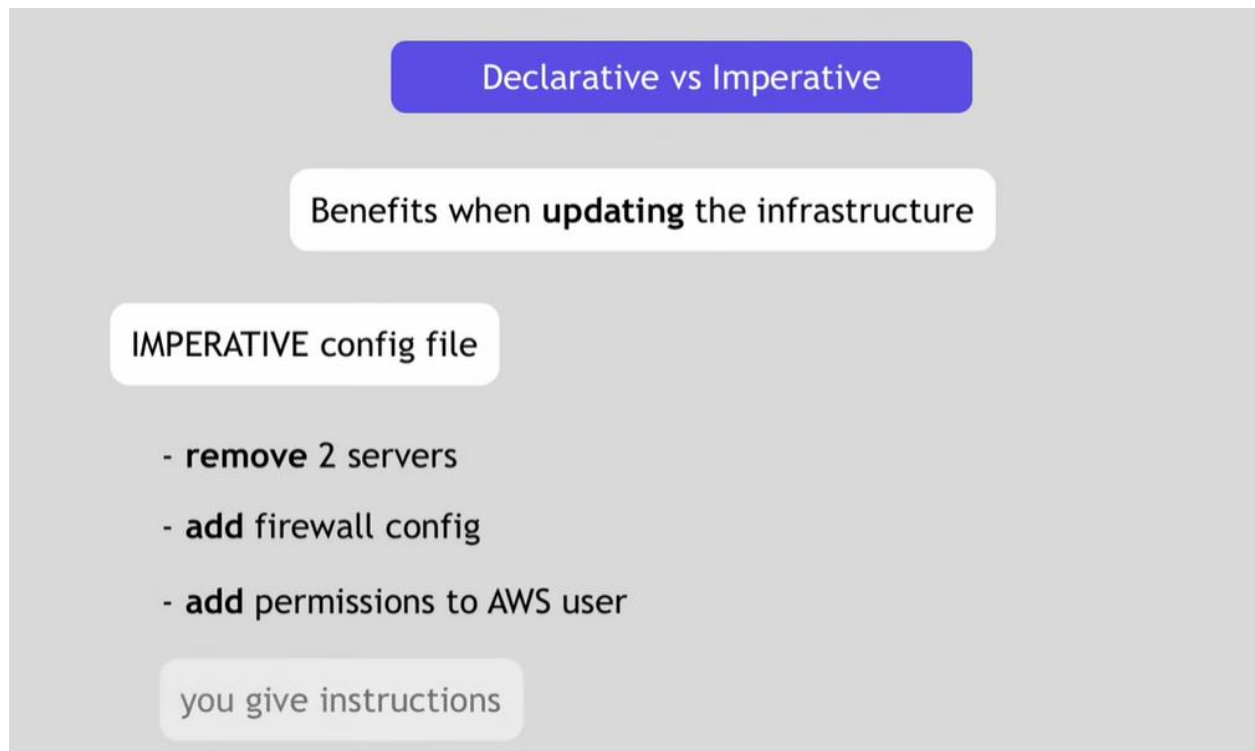 Declarative vs Imperative
Benefits when updating the infrastructure
IMPERATIVE config file
- remove 2 servers
- add firewall config
- add permissions to AWS user
you give instructions